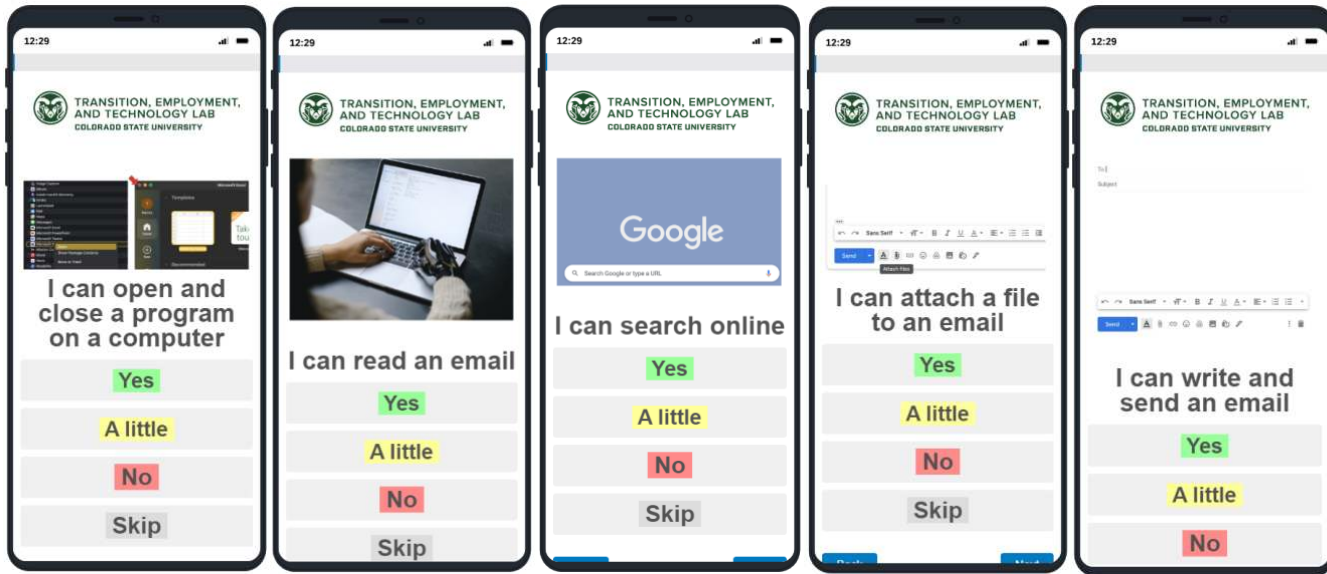 12:29
TRANSITION, EMPLOYMENT,
AND TECHNOLOGY LAB
COLORADO STATE UNIVERSITY
Templates
Recommended
I can open and
close a program
on a computer
Yes
A little
No
Skip
12:29
TRANSITION, EMPLOYMENT,
AND TECHNOLOGY LAB
COLORADO STATE UNIVERSITY
I can read an email
Yes
A little
No
Skip
12:29
TRANSITION, EMPLOYMENT,
AND TECHNOLOGY LAB
COLORADO STATE UNIVERSITY
Google
Search Google or type a URL
I can search online
Yes
A little
No
Skip
12:29
TRANSITION, EMPLOYMENT,
AND TECHNOLOGY LAB
COLORADO STATE UNIVERSITY
Sans Serif
Send
Attach files
I can attach a file
to an email
Yes
A little
No
Skip
Back Next
12:29
TRANSITION, EMPLOYMENT,
AND TECHNOLOGY LAB
COLORADO STATE UNIVERSITY
To
Subject
Sans Serif
Send
I can write and
send an email
Yes
A little
No